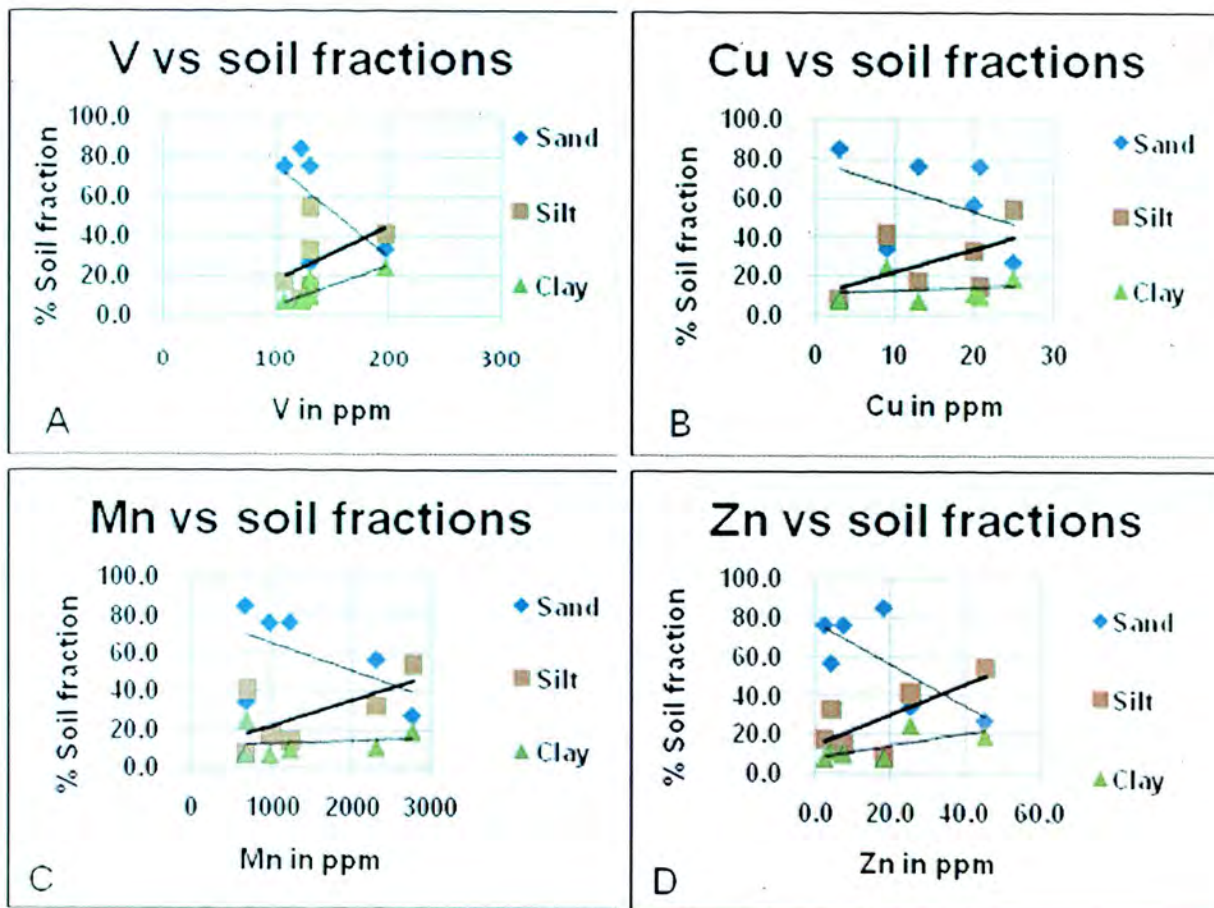 V vs soil fractions
% Soil fraction
100.0
80.0
60.0
40.0
20.0
0.0
0 100 200 300
V in ppm
Sand
Silt
Clay
A
Cu vs soil fractions
% Soil fraction
100.0
80.0
60.0
40.0
20.0
0.0
0 10 20 30
Cu in ppm
Sand
Silt
Clay
B
Mn vs soil fractions
% Soil fraction
100.0
80.0
60.0
40.0
20.0
0.0
0 1000 2000 3000
Mn in ppm
Sand
Silt
Clay
C
Zn vs soil fractions
% Soil fraction
100.0
80.0
60.0
40.0
20.0
0.0
0.0 20.0 40.0 60.0
Zn in ppm
Sand
Silt
Clay
D